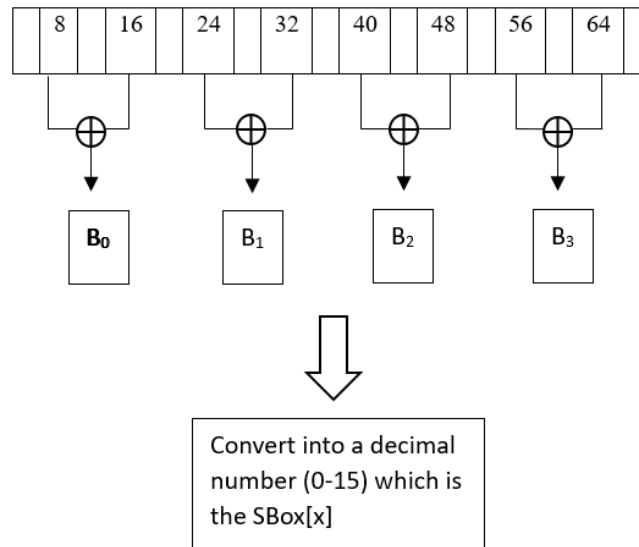 8 16 24 32 40 48 56 64
B₀ B₁ B₂ B₃
Convert into a decimal
number (0-15) which is
the SBox[x]